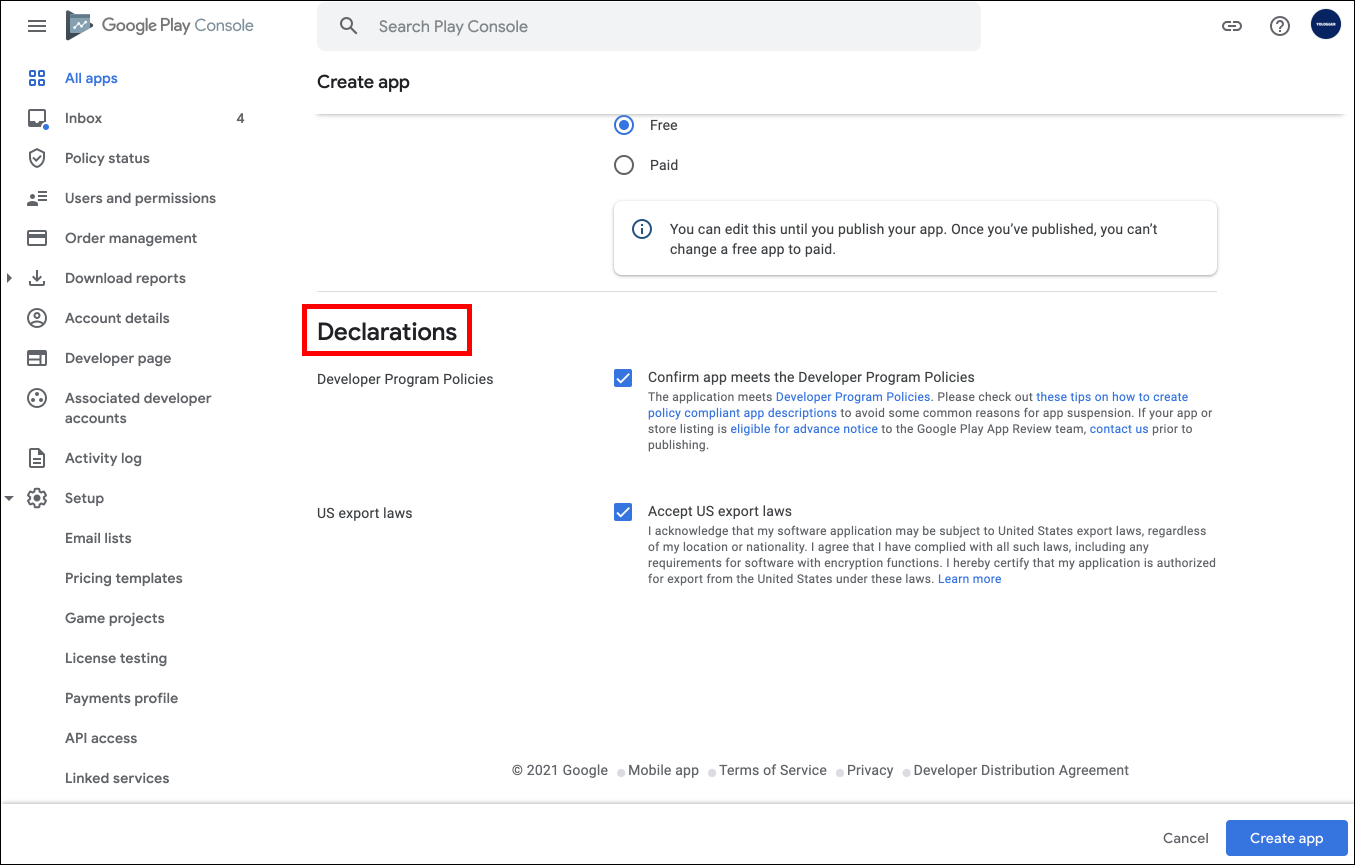 Google Play Console
Search Play Console
YOLOGGER
All apps
Inbox 4
Policy status
Users and permissions
Order management
Download reports
Account details
Developer page
Associated developer
accounts
Activity log
Setup
Email lists
Pricing templates
Game projects
License testing
Payments profile
API access
Linked services
Create app
Free
Paid
You can edit this until you publish your app. Once you’ve published, you can’t
change a free app to paid.
Declarations
Developer Program Policies
Confirm app meets the Developer Program Policies
The application meets Developer Program Policies. Please check out these tips on how to create
policy compliant app descriptions to avoid some common reasons for app suspension. If your app or
store listing is eligible for advance notice to the Google Play App Review team, contact us prior to
publishing.
US export laws
Accept US export laws
I acknowledge that my software application may be subject to United States export laws, regardless
of my location or nationality. I agree that I have complied with all such laws, including any
requirements for software with encryption functions. I hereby certify that my application is authorized
for export from the United States under these laws. Learn more
© 2021 Google Mobile app Terms of Service Privacy Developer Distribution Agreement
Cancel Create app